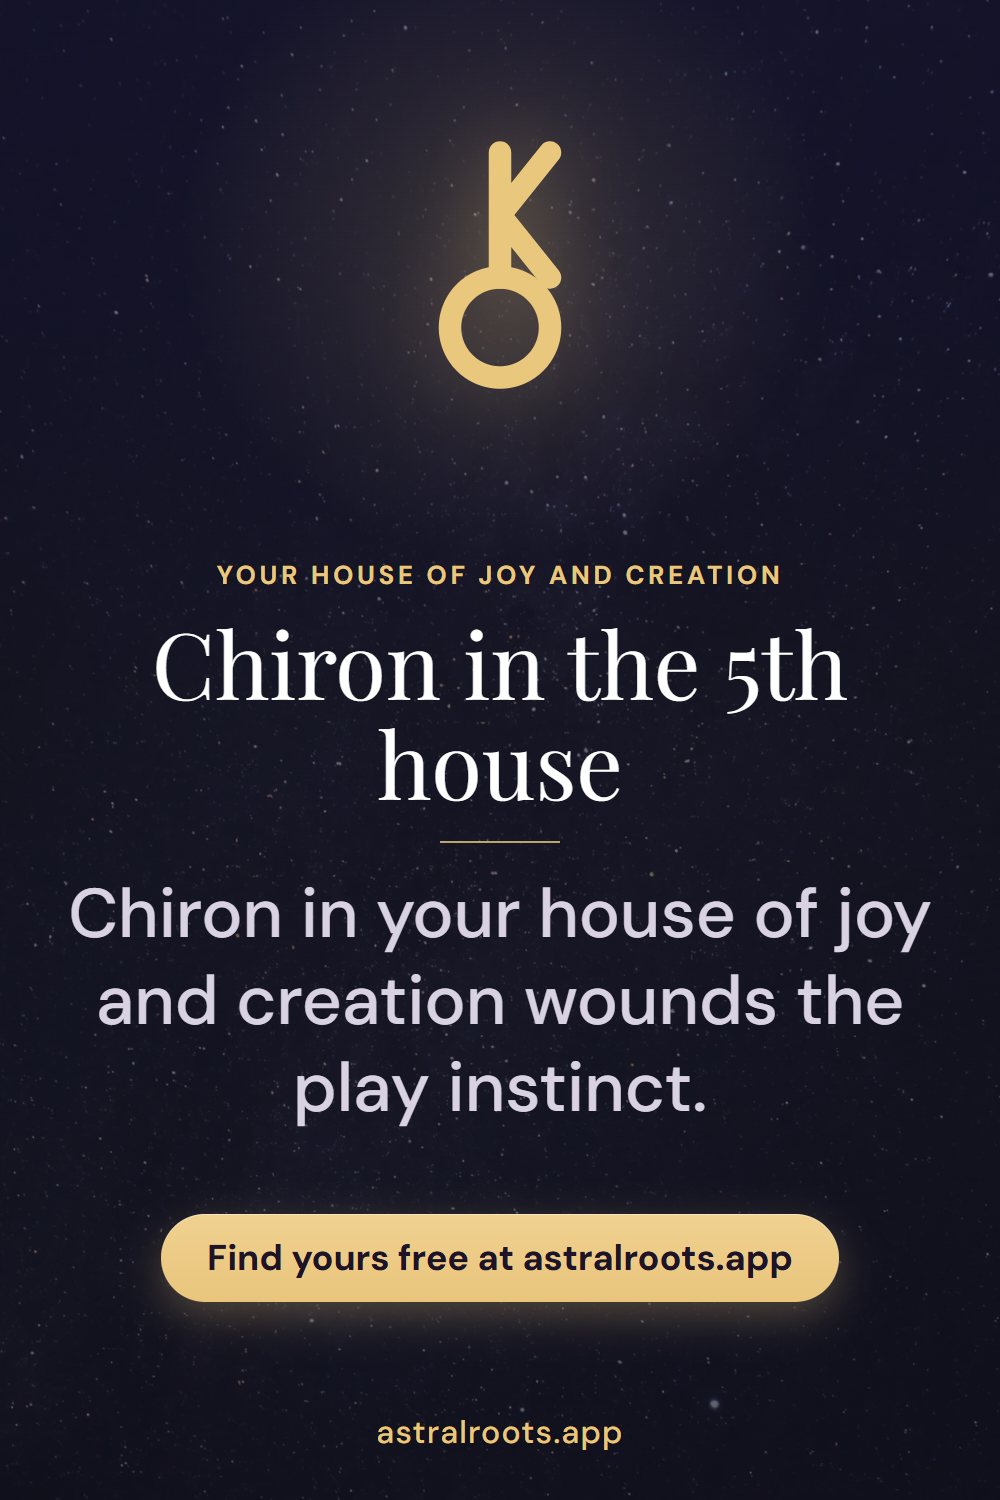 YOUR HOUSE OF JOY AND CREATION
Chiron in the 5th
house
Chiron in your house of joy
and creation wounds the
play instinct.
Find yours free at astralroots.app
astralroots.app